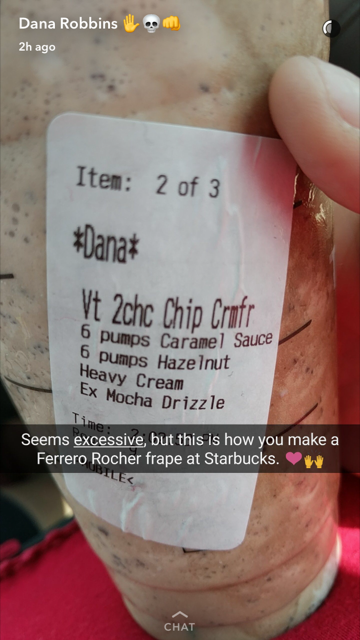 Dana Robbins 🖐💀👊
2h ago
Item: 2 of 3
*Dana*
Vt 2chc Chip Crmfr
6 pumps Caramel Sauce
6 pumps Hazelnut
Heavy Cream
Ex Mocha Drizzle
Time:
Seems excessive, but this is how you make a
Ferrero Rocher frape at Starbucks. ❤🙌
MOBILE<
CHAT